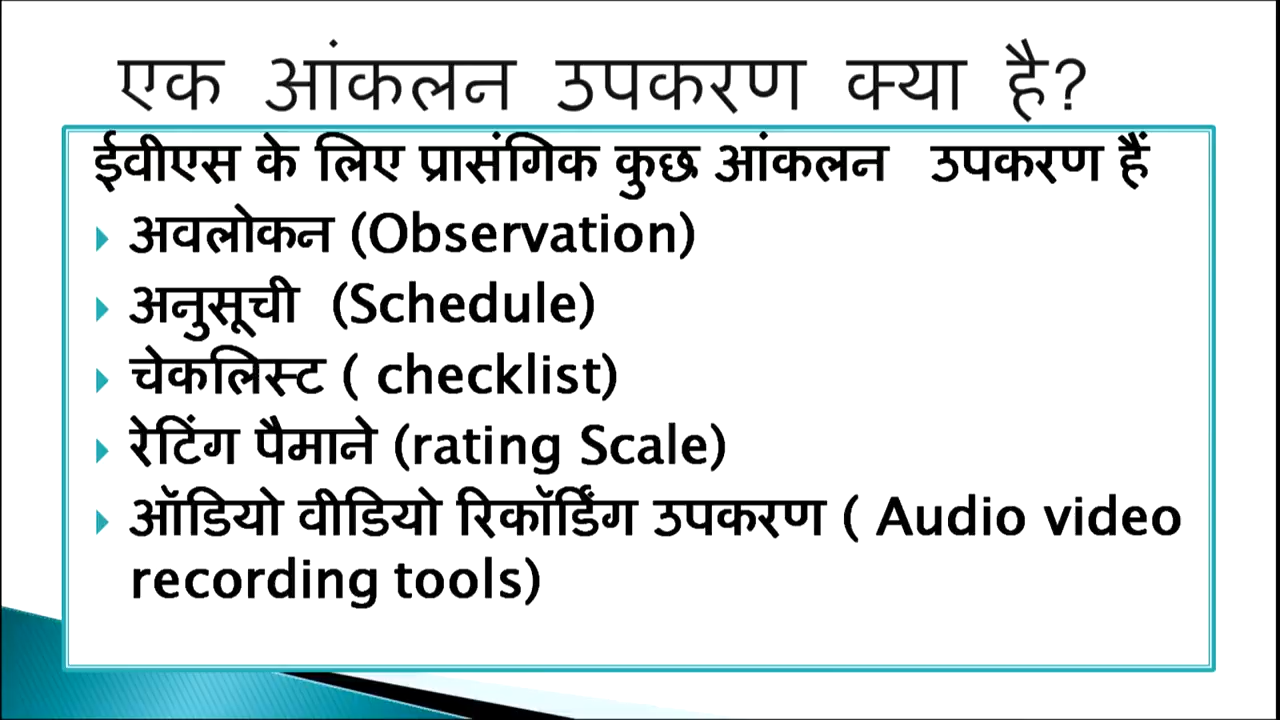 एक आंकलन उपकरण क्या है?
ईवीएस के लिए प्रासंगिक कुछ आंकलन उपकरण हैं
अवलोकन (Observation)
अनुसूची (Schedule)
चेकलिस्ट ( checklist)
रेटिंग पैमाने (rating Scale)
ऑडियो वीडियो रिकॉर्डिंग उपकरण ( Audio video
recording tools)